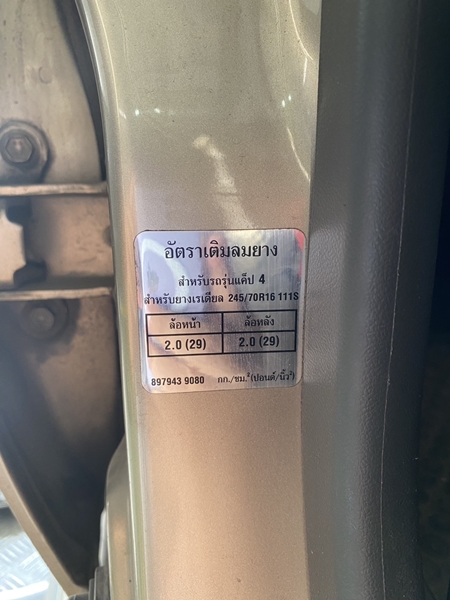 อัตราเติมลมยาง
สำหรับรถรุ่นแค็ป 4
สำหรับยางเรเดียล 245/70R16 111S
ล้อหน้า ล้อหลัง
2.0 (29) 2.0 (29)
897943 9080 กก./ซม.² (ปอนด์/นิ้ว²)